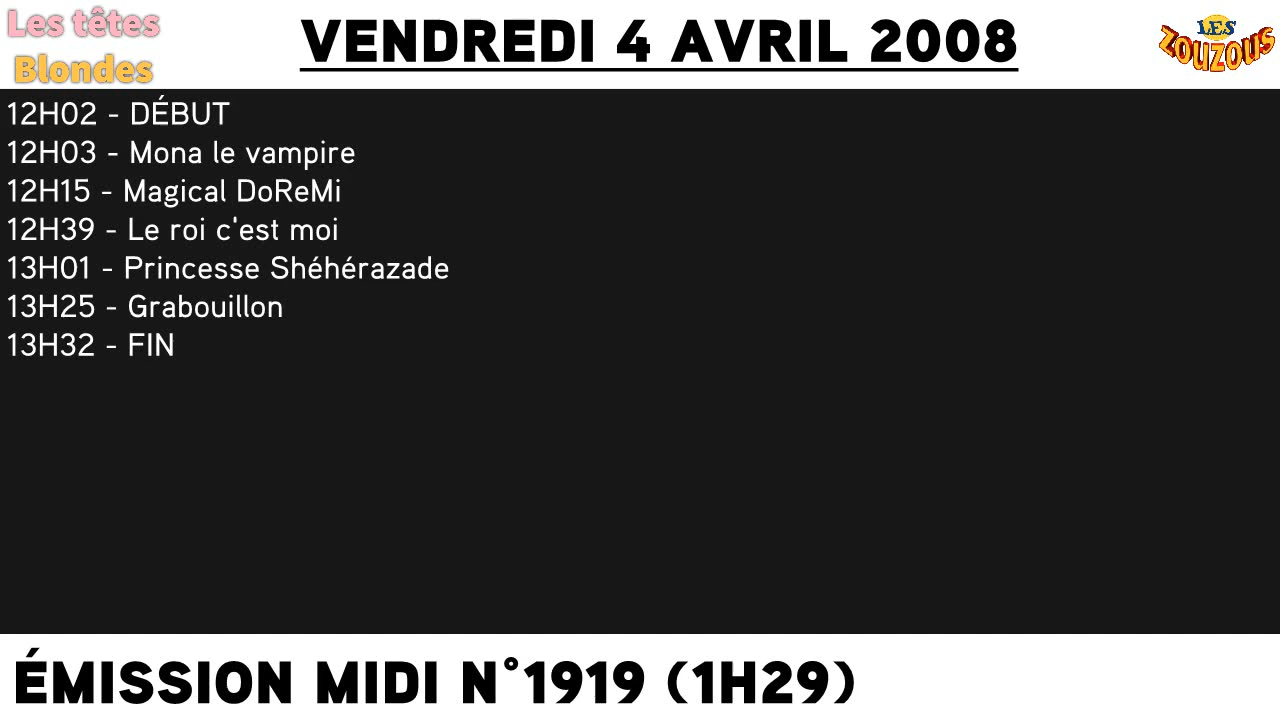 Les têtes
Blondes
VENDREDI 4 AVRIL 2008
LES
ZOUZOUS
12H02 - DÉBUT
12H03 - Mona le vampire
12H15 - Magical DoReMi
12H39 - Le roi c'est moi
13H01 - Princesse Shéhérazade
13H25 - Grabouillon
13H32 - FIN
ÉMISSION MIDI N°1919 (1H29)